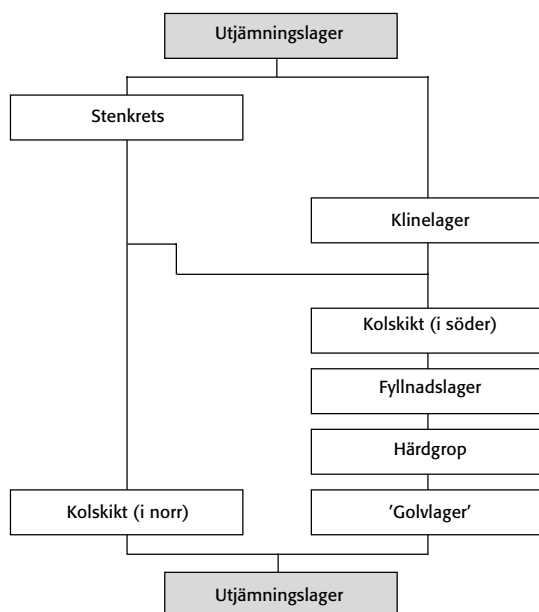 Utjämningslager
Stenkrets
Klinelager
Kolskikt (i söder)
Fyllnadslager
Härdgrop
Kolskikt (i norr)
’Golvlager’
Utjämningslager